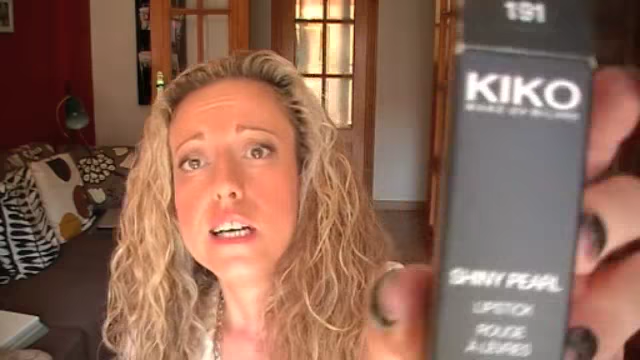 191
KIKO
MAKE UP MILANO
SHINY PEARL
LIPSTICK
ROUGE
À LÈVRES